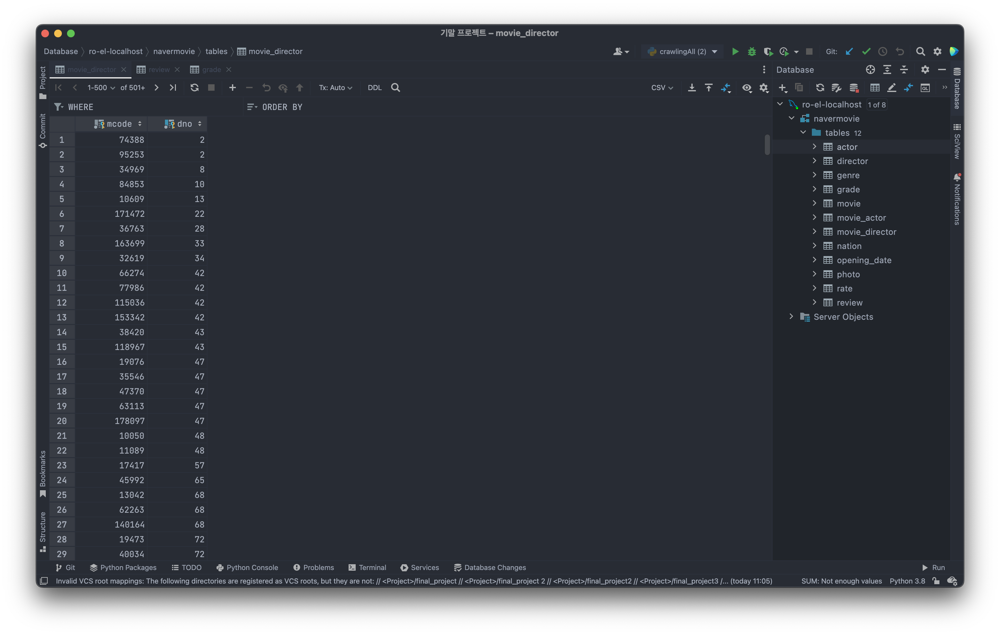 기말 프로젝트 – movie_director
Database ro-el-localhost navermovie tables movie_director
crawlingAll (2) Git:
movie_director review grade
1-500 of 501+ Tx: Auto DDL CSV
WHERE ORDER BY
mcode dno
1 74388 2
2 95253 2
3 34969 8
4 84853 10
5 10609 13
6 171472 22
7 36763 28
8 163699 33
9 32619 34
10 66274 42
11 77986 42
12 115036 42
13 153342 42
14 38420 43
15 118967 43
16 19076 47
17 35546 47
18 47370 47
19 63113 47
20 178097 47
21 10050 48
22 11089 48
23 17417 57
24 45992 65
25 13042 68
26 62263 68
27 140164 68
28 19473 72
29 40034 72
Project
Commit
Bookmarks
Structure
Database
ro-el-localhost 1 of 8
navermovie
tables 12
actor
director
genre
grade
movie
movie_actor
movie_director
nation
opening_date
photo
rate
review
Server Objects
QL
Database
SciView
Notifications
Git Python Packages TODO Python Console Problems Terminal Services Database Changes Run
Invalid VCS root mappings: The following directories are registered as VCS roots, but they are not: // <Project>/final_project // <Project>/final_project 2 // <Project>/final_project2 // <Project>/final_project3 /... (today 11:05) SUM: Not enough values Python 3.8